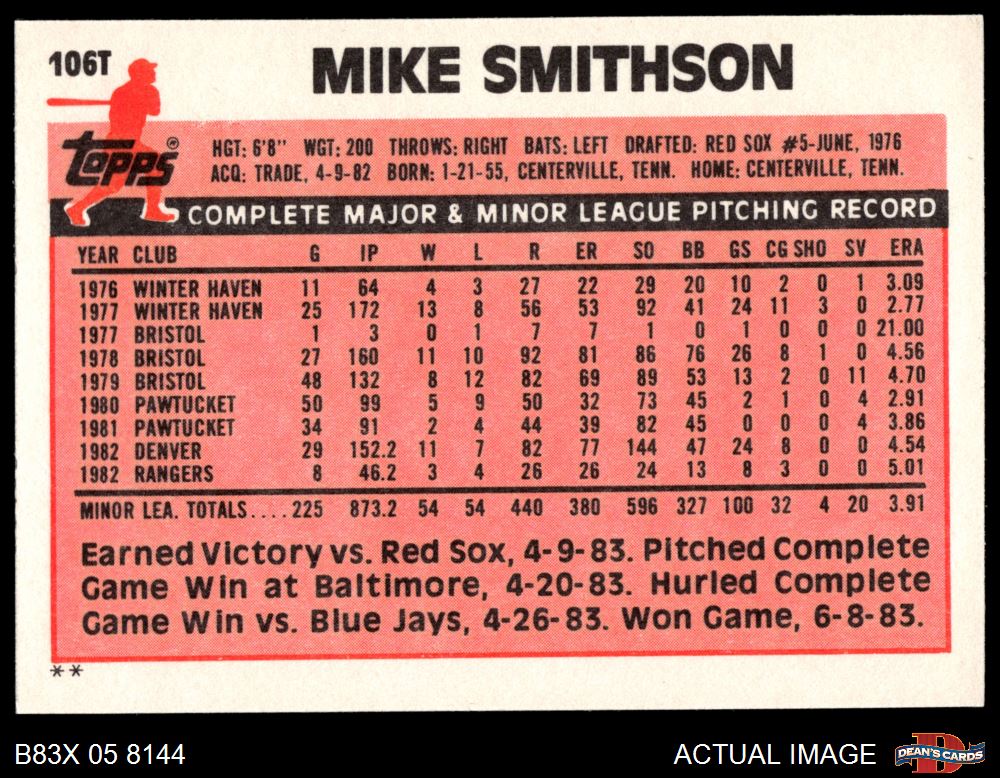 106T
MIKE SMITHSON
topps®
HGT: 6'8" WGT: 200 THROWS: RIGHT BATS: LEFT DRAFTED: RED SOX #5-JUNE, 1976
ACQ: TRADE, 4-9-82 BORN: 1-21-55, CENTERVILLE, TENN. HOME: CENTERVILLE, TENN.
COMPLETE MAJOR & MINOR LEAGUE PITCHING RECORD
YEAR CLUB G IP W L R ER SO BB GS CG SHO SV ERA
1976 WINTER HAVEN 11 64 4 3 27 22 29 20 10 2 0 1 3.09
1977 WINTER HAVEN 25 172 13 8 56 53 92 41 24 11 3 0 2.77
1977 BRISTOL 1 3 0 1 7 7 1 0 1 0 0 0 21.00
1978 BRISTOL 27 160 11 10 92 81 86 76 26 8 1 0 4.56
1979 BRISTOL 48 132 8 12 82 69 89 53 13 2 0 11 4.70
1980 PAWTUCKET 50 99 5 9 50 32 73 45 2 1 0 4 2.91
1981 PAWTUCKET 34 91 2 4 44 39 82 45 0 0 0 4 3.86
1982 DENVER 29 152.2 11 7 82 77 144 47 24 8 0 0 4.54
1982 RANGERS 8 46.2 3 4 26 26 24 13 8 3 0 0 5.01
MINOR LEA. TOTALS.... 225 873.2 54 54 440 380 596 327 100 32 4 20 3.91
Earned Victory vs. Red Sox, 4-9-83. Pitched Complete
Game Win at Baltimore, 4-20-83. Hurled Complete
Game Win vs. Blue Jays, 4-26-83. Won Game, 6-8-83.
**
B83X 05 8144
ACTUAL IMAGE
D
DEAN'S CARDS